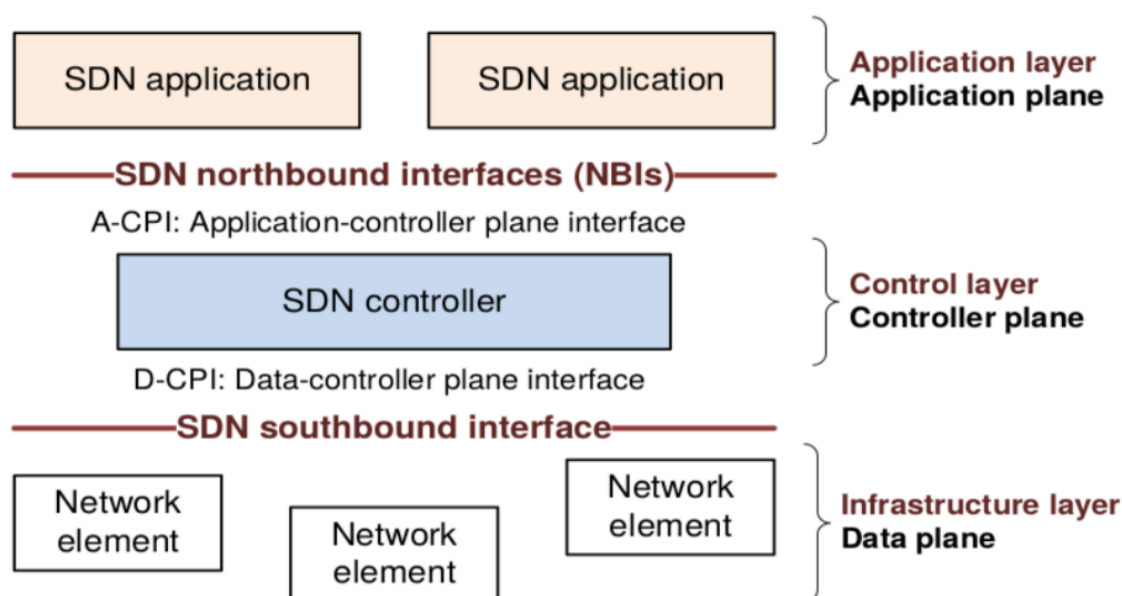 SDN application
SDN application
Application layer
Application plane
SDN northbound interfaces (NBIs)
A-CPI: Application-controller plane interface
SDN controller
Control layer
Controller plane
D-CPI: Data-controller plane interface
SDN southbound interface
Network
element
Network
element
Network
element
Infrastructure layer
Data plane